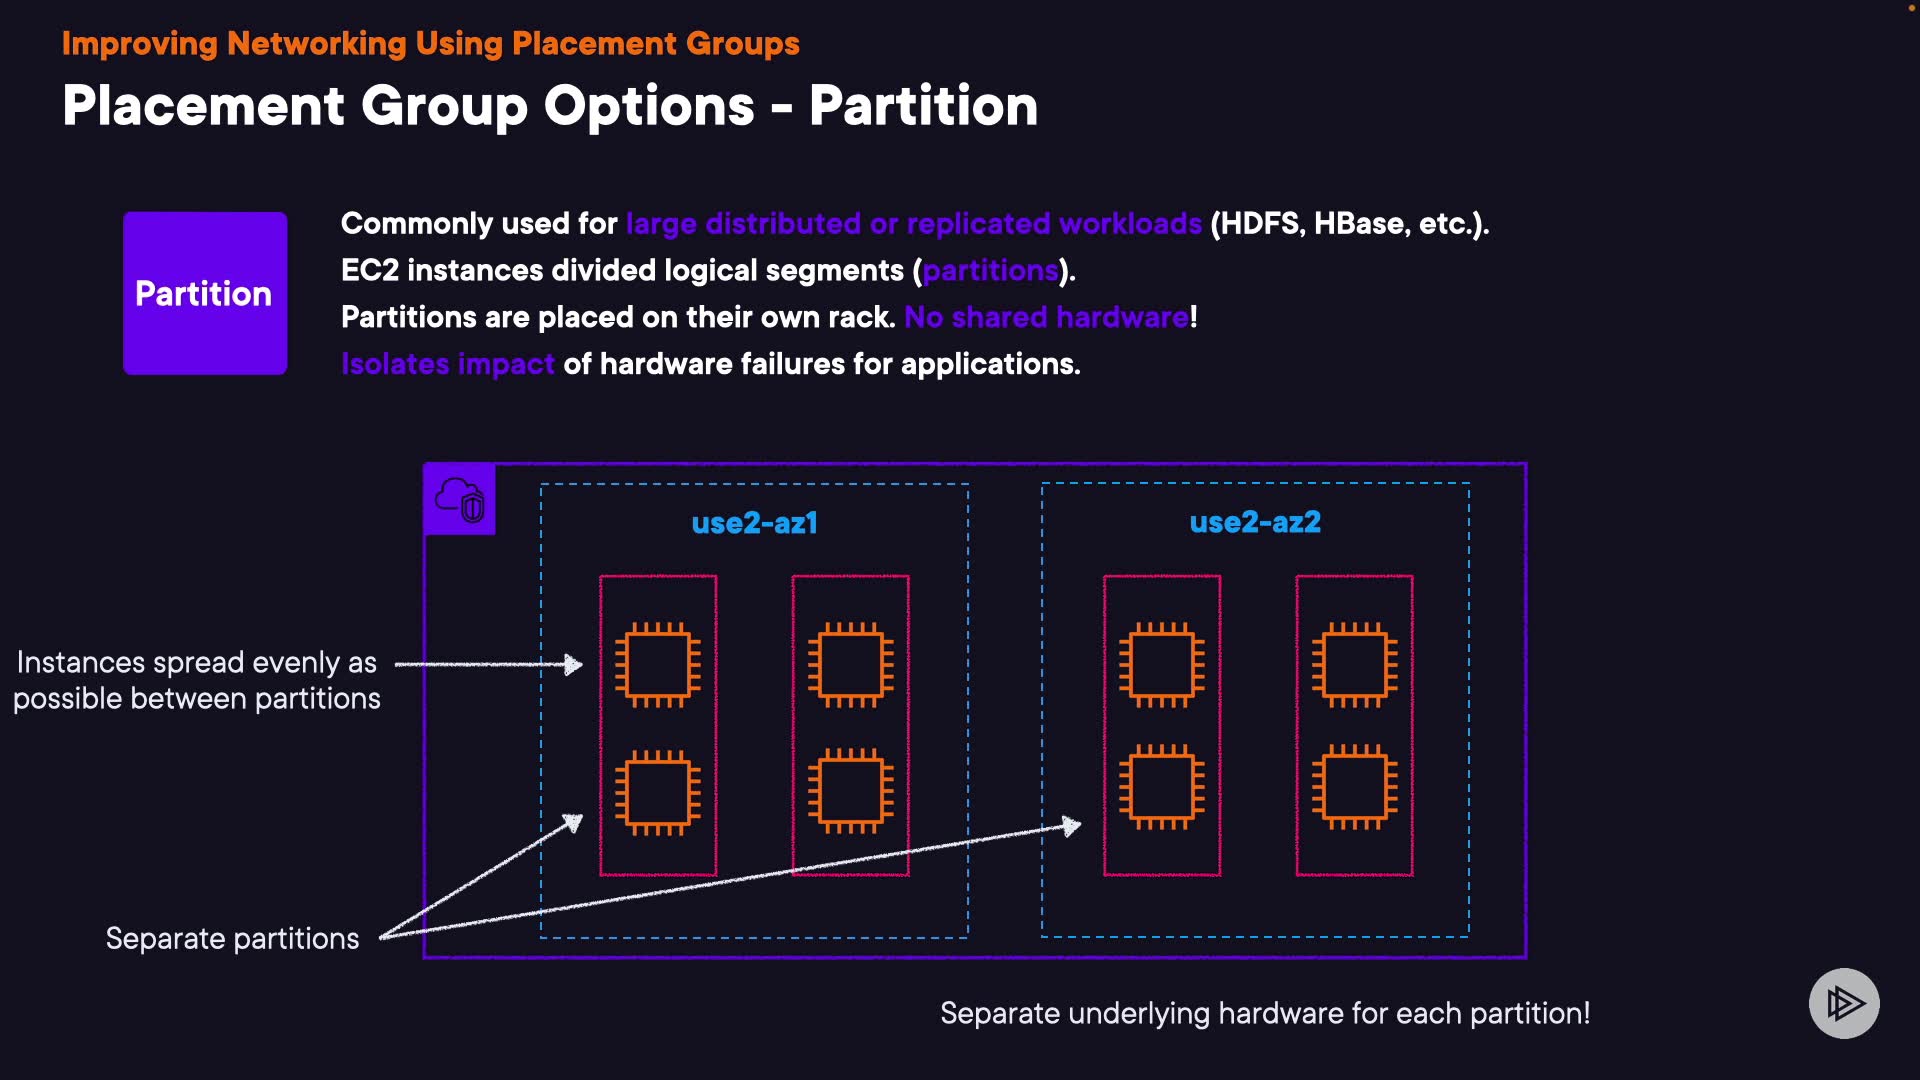 Improving Networking Using Placement Groups
Placement Group Options - Partition
Partition
Commonly used for large distributed or replicated workloads (HDFS, HBase, etc.).
EC2 instances divided logical segments (partitions).
Partitions are placed on their own rack. No shared hardware!
Isolates impact of hardware failures for applications.
use2-az1
use2-az2
Instances spread evenly as
possible between partitions
Separate partitions
Separate underlying hardware for each partition!